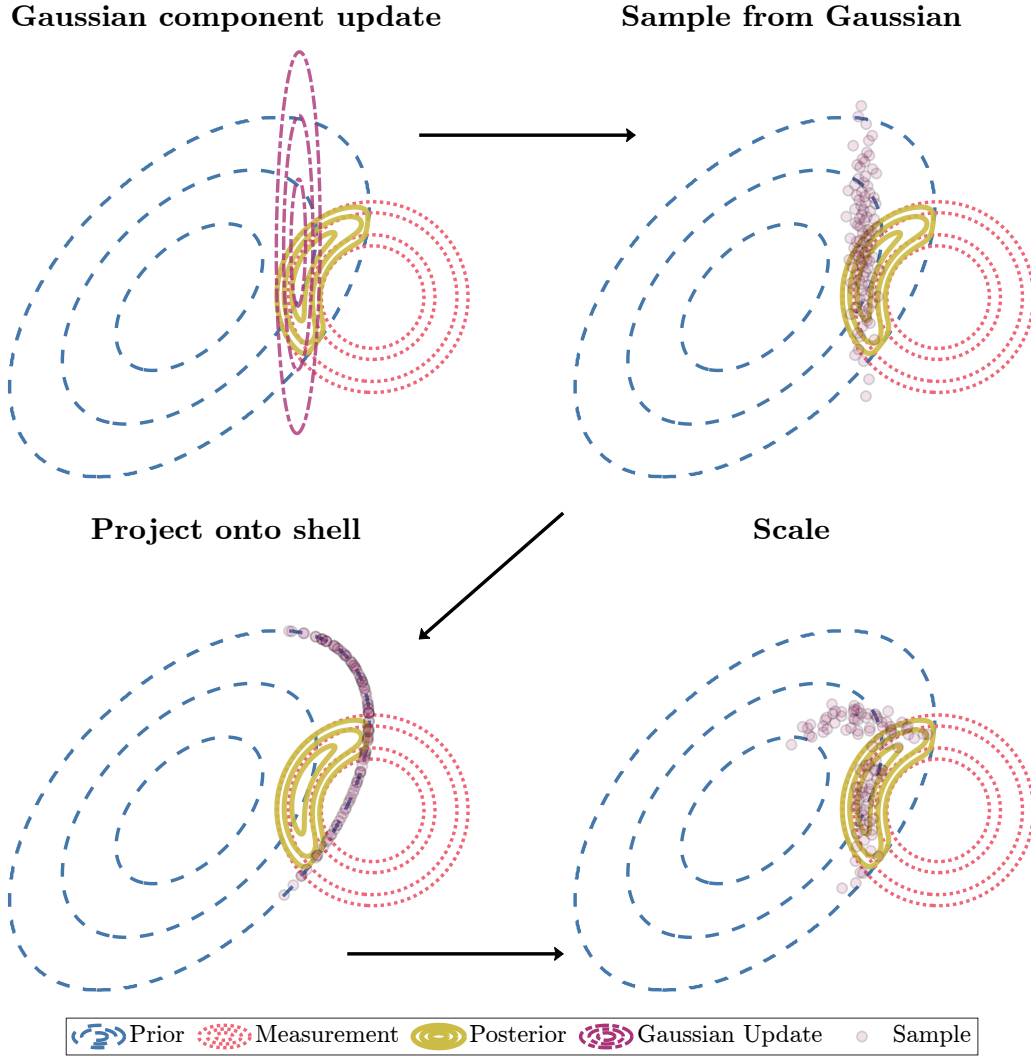 Gaussian component update
Sample from Gaussian
Project onto shell
Scale
Prior
Measurement
Posterior
Gaussian Update
Sample